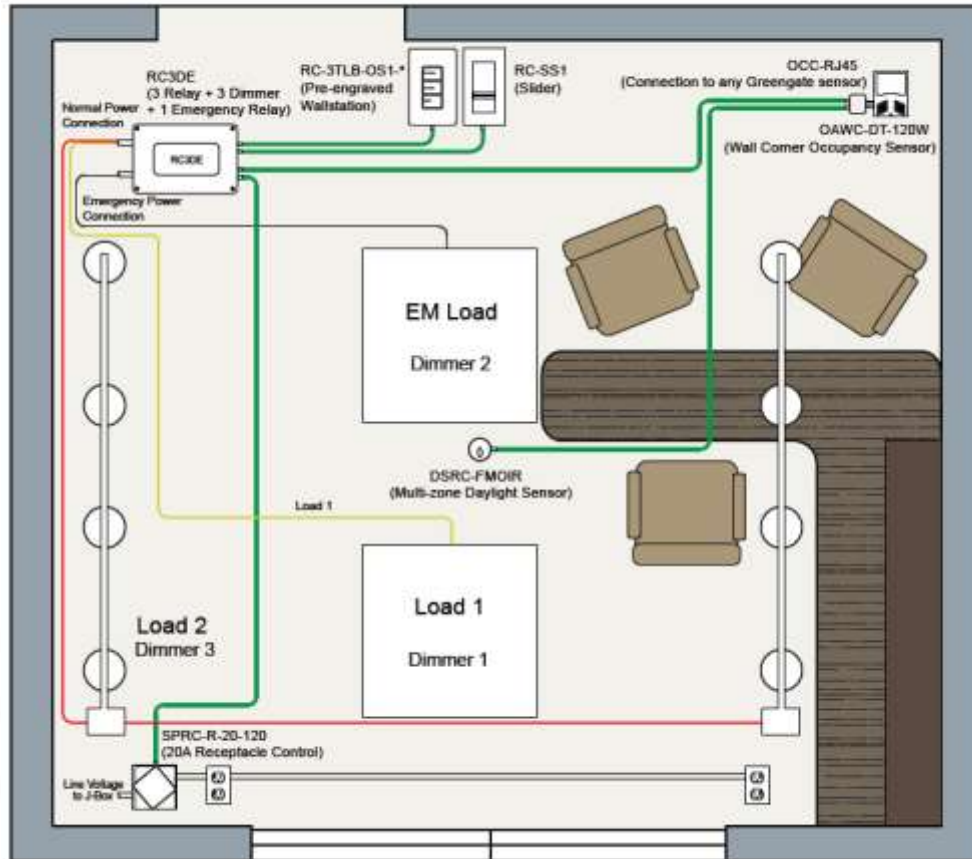 RC3DE
(3 Relay + 3 Dimmer
+ 1 Emergency Relay)
RC-3TLB-OS1-*
(Pre-engraved
Wallstation)
RC-SS1
(Slider)
OCC-RJ45
(Connection to any Greengate sensor)
OAWC-DT-120W
(Wall Corner Occupancy Sensor)
Normal Power
Connection
RC3DE
Emergency Power
Connection
EM Load
Dimmer 2
DSRC-FMOIR
(Multi-zone Daylight Sensor)
Load 1
Load 1
Dimmer 1
Load 2
Dimmer 3
SPRC-R-20-120
(20A Receptacle Control)
Line Voltage
to J-Box